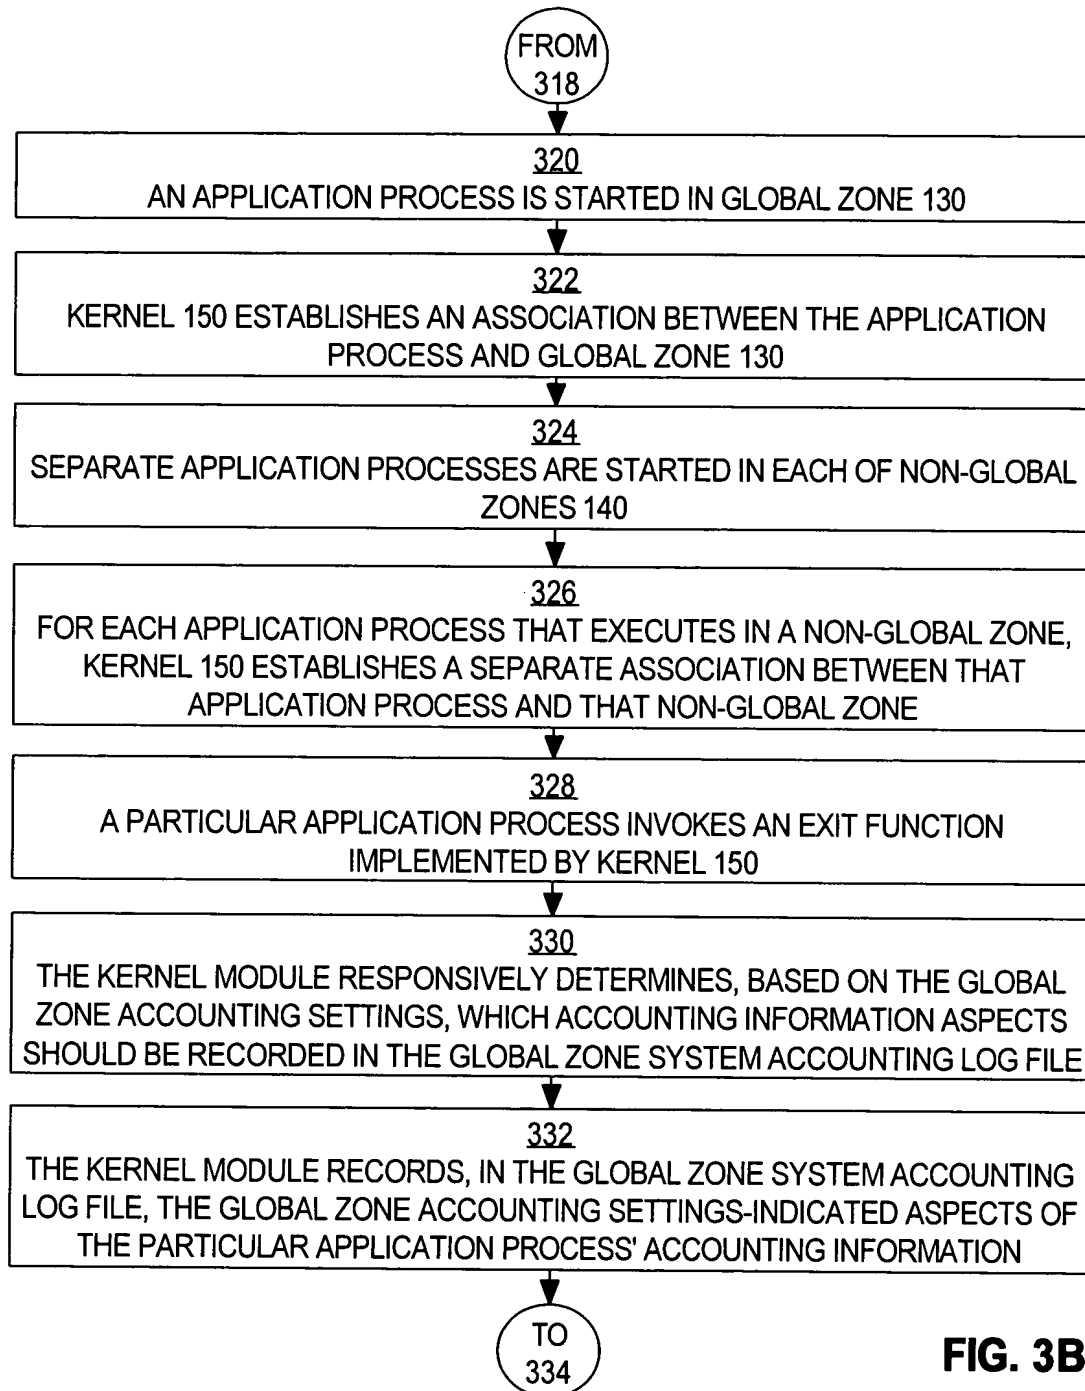 FROM
318
320
AN APPLICATION PROCESS IS STARTED IN GLOBAL ZONE 130
322
KERNEL 150 ESTABLISHES AN ASSOCIATION BETWEEN THE APPLICATION
PROCESS AND GLOBAL ZONE 130
324
SEPARATE APPLICATION PROCESSES ARE STARTED IN EACH OF NON-GLOBAL
ZONES 140
326
FOR EACH APPLICATION PROCESS THAT EXECUTES IN A NON-GLOBAL ZONE,
KERNEL 150 ESTABLISHES A SEPARATE ASSOCIATION BETWEEN THAT
APPLICATION PROCESS AND THAT NON-GLOBAL ZONE
328
A PARTICULAR APPLICATION PROCESS INVOKES AN EXIT FUNCTION
IMPLEMENTED BY KERNEL 150
330
THE KERNEL MODULE RESPONSIVELY DETERMINES, BASED ON THE GLOBAL
ZONE ACCOUNTING SETTINGS, WHICH ACCOUNTING INFORMATION ASPECTS
SHOULD BE RECORDED IN THE GLOBAL ZONE SYSTEM ACCOUNTING LOG FILE
332
THE KERNEL MODULE RECORDS, IN THE GLOBAL ZONE SYSTEM ACCOUNTING
LOG FILE, THE GLOBAL ZONE ACCOUNTING SETTINGS-INDICATED ASPECTS OF
THE PARTICULAR APPLICATION PROCESS' ACCOUNTING INFORMATION
TO
334
FIG. 3B